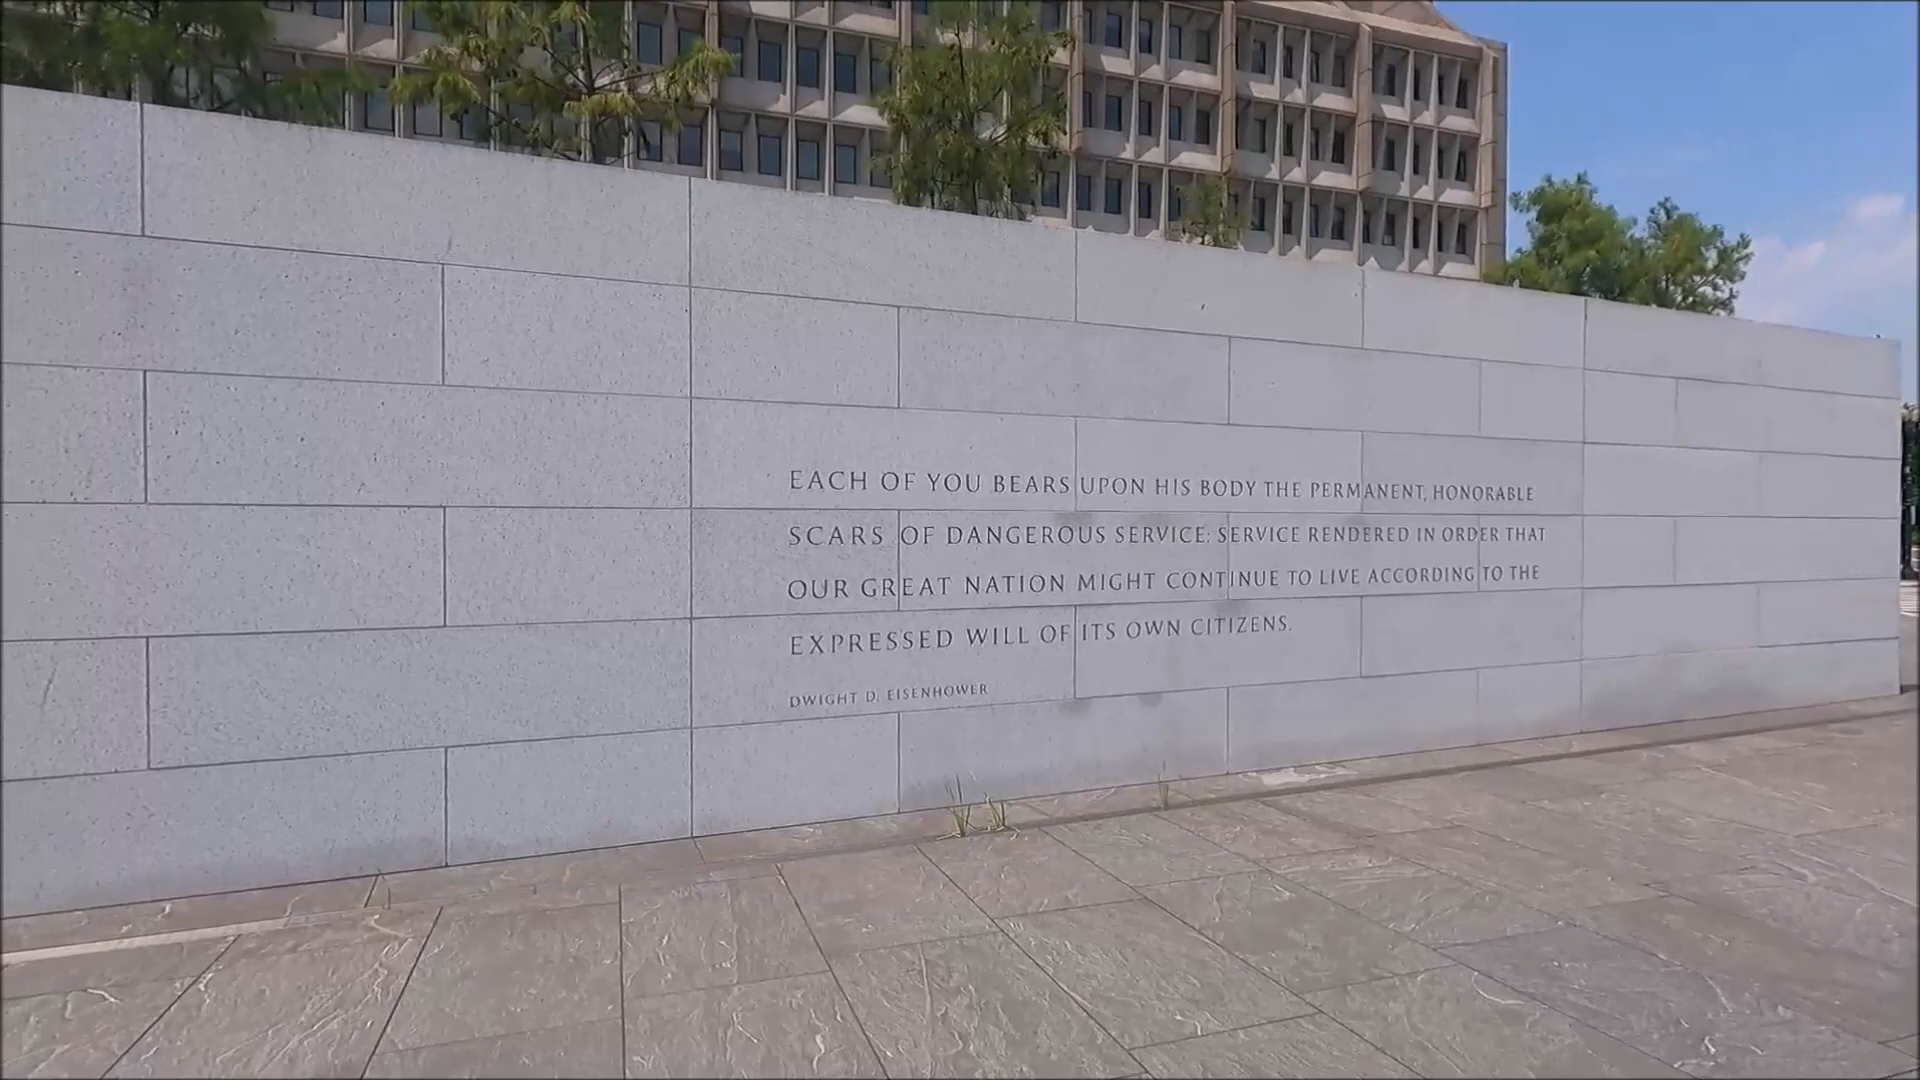 EACH OF YOU BEARS UPON HIS BODY THE PERMANENT, HONORABLE
SCARS OF DANGEROUS SERVICE: SERVICE RENDERED IN ORDER THAT
OUR GREAT NATION MIGHT CONTINUE TO LIVE ACCORDING TO THE
EXPRESSED WILL OF ITS OWN CITIZENS.
DWIGHT D. EISENHOWER